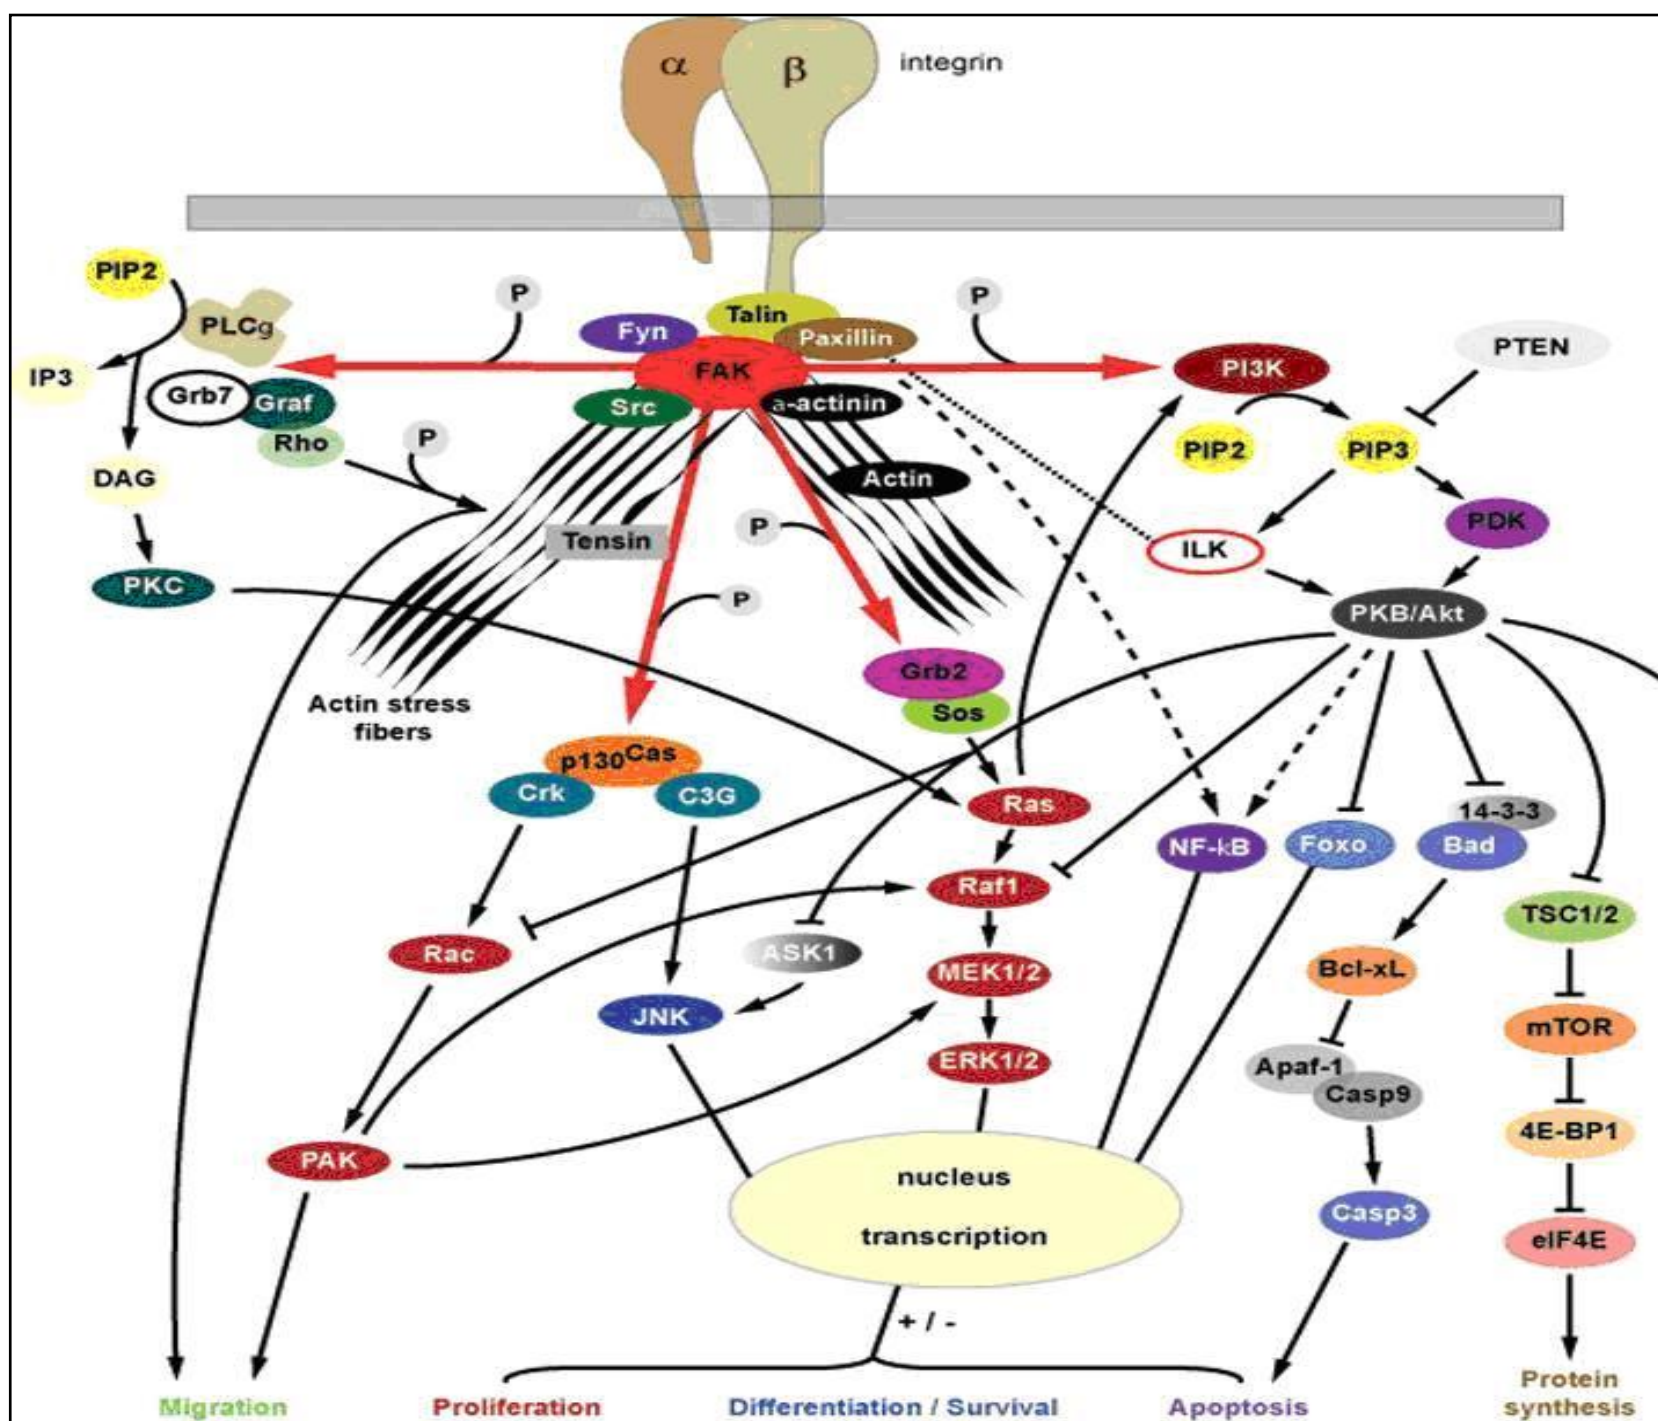 α
β
integrin
PIP2
PLCg
P
Talin
P
Fyn
Paxillin
PTEN
IP3
FAK
PI3K
Grb7
Graf
Src
a-actinin
Rho
P
PIP2
PIP3
DAG
Actin
P
PDK
Tensin
ILK
PKC
P
PKB/Akt
Grb2
Sos
Actin stress
fibers
p130Cas
Crk
C3G
Ras
14-3-3
NF-kB
Foxo
Bad
Raf1
TSC1/2
Rac
ASK1
MEK1/2
Bcl-xL
JNK
mTOR
ERK1/2
Apaf-1
Casp9
4E-BP1
PAK
nucleus
transcription
Casp3
eIF4E
+ / -
Migration
Proliferation
Differentiation / Survival
Apoptosis
Protein
synthesis